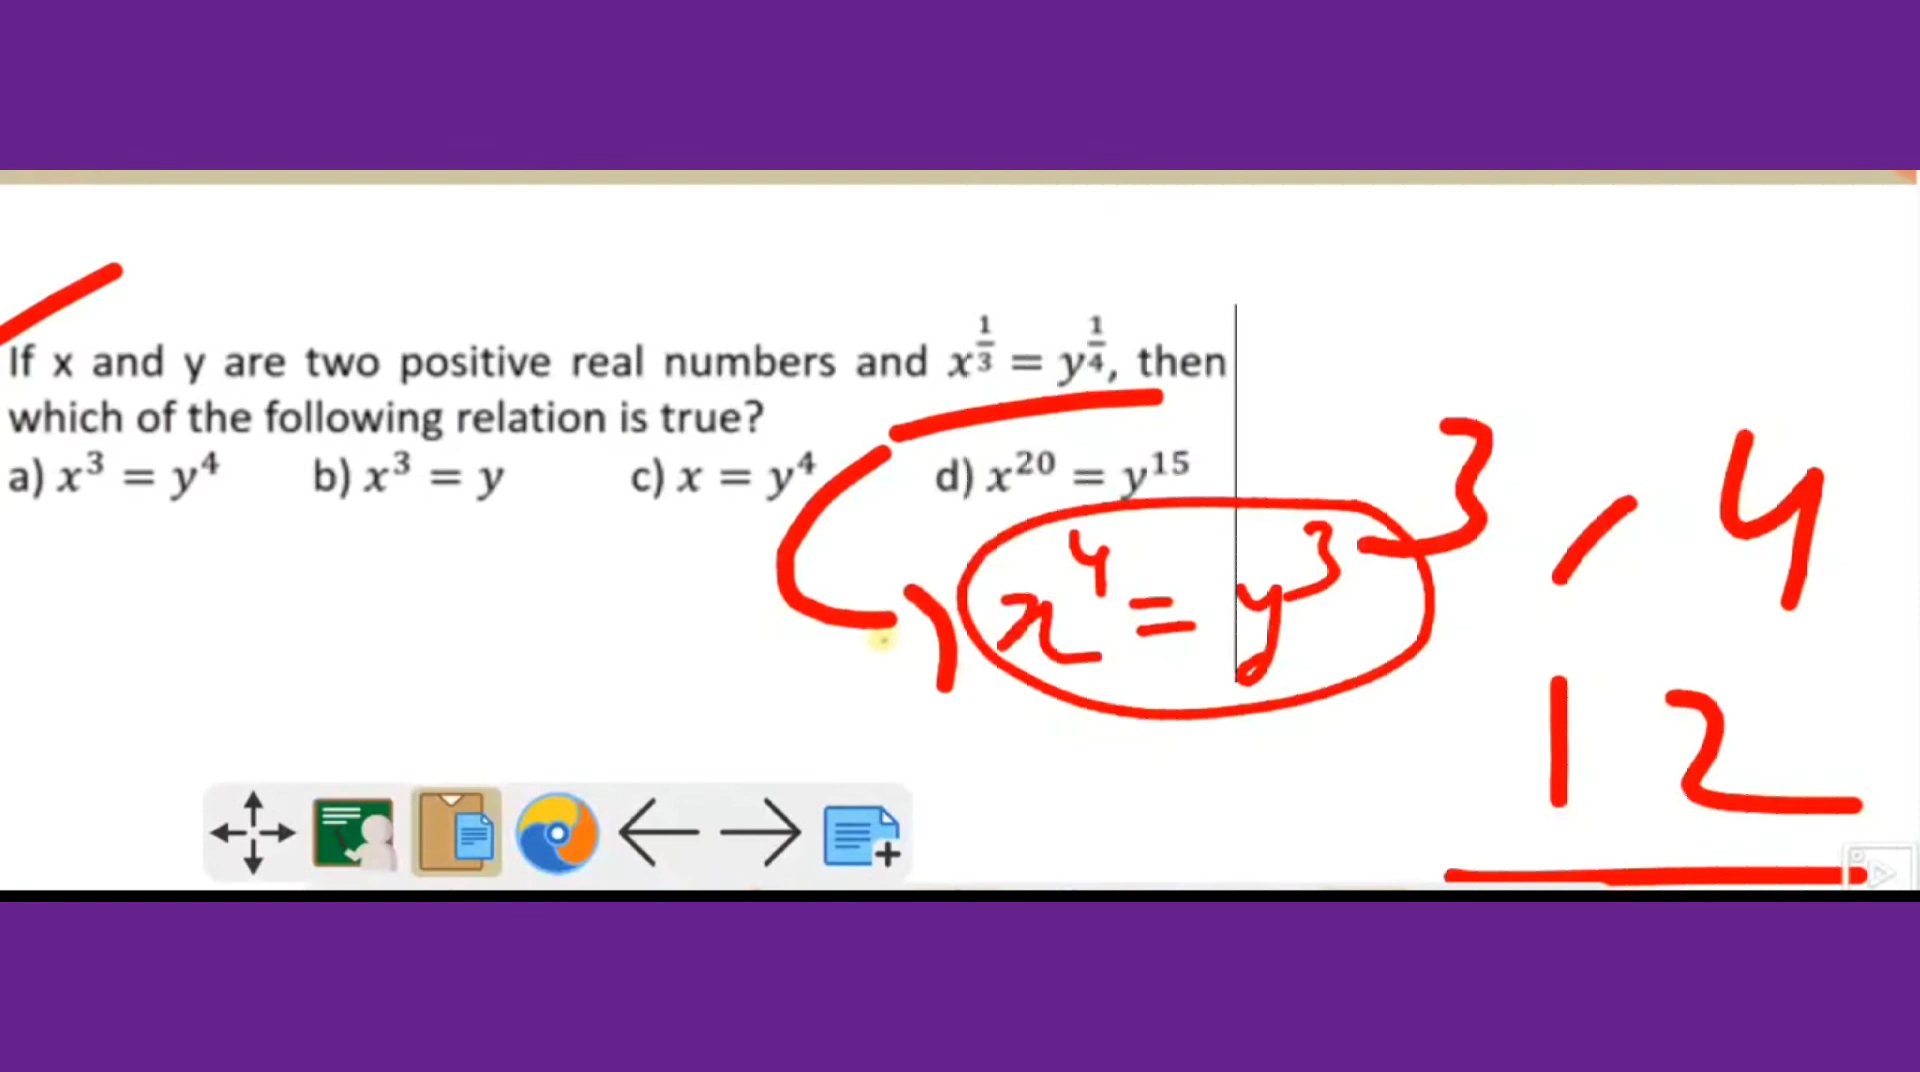 If x and y are two positive real numbers and x^{1/3} = y^{1/4}, then
which of the following relation is true?
a) x³ = y⁴ b) x³ = y c) x = y⁴ d) x²⁰ = y¹⁵
x⁴ = y³
3, 4
12